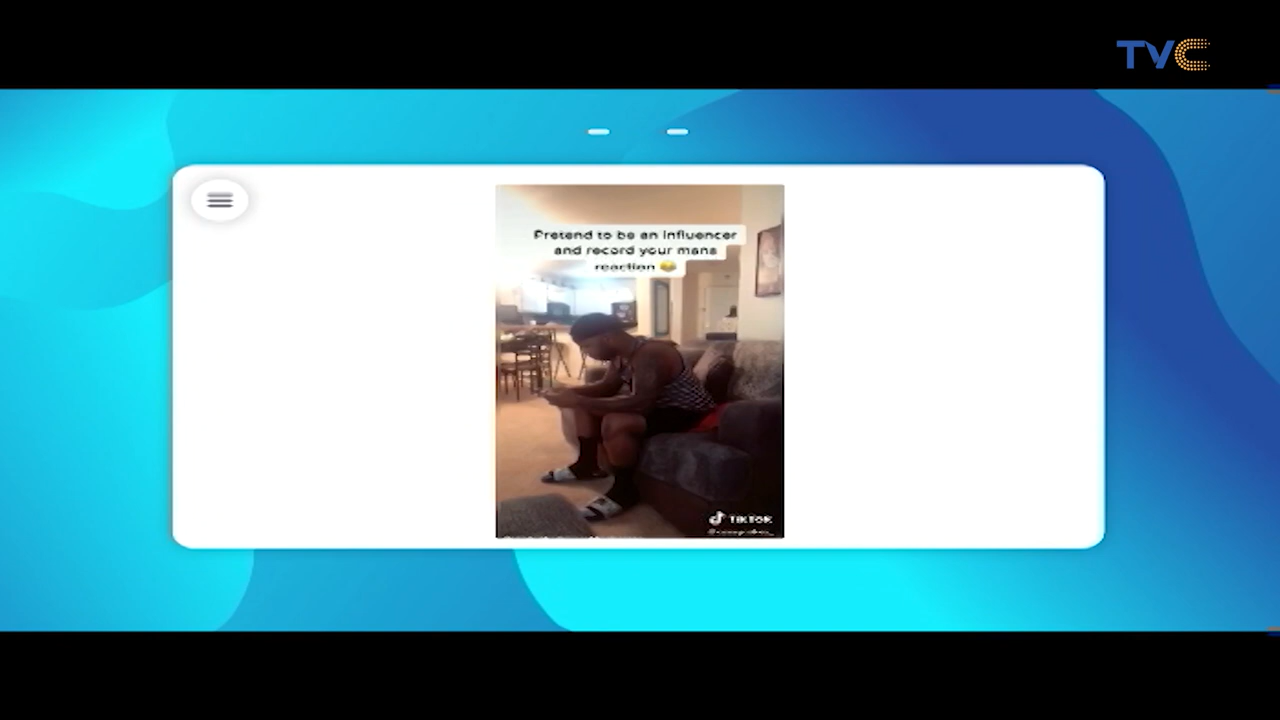 TVC
Pretend to be an influencer
and record your mans
reaction 😂
TikTok